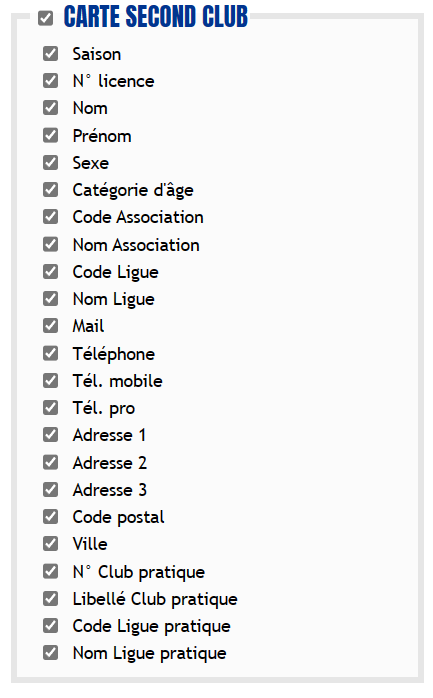 CARTE SECOND CLUB
Saison
N° licence
Nom
Prénom
Sexe
Catégorie d'âge
Code Association
Nom Association
Code Ligue
Nom Ligue
Mail
Téléphone
Tél. mobile
Tél. pro
Adresse 1
Adresse 2
Adresse 3
Code postal
Ville
N° Club pratique
Libellé Club pratique
Code Ligue pratique
Nom Ligue pratique